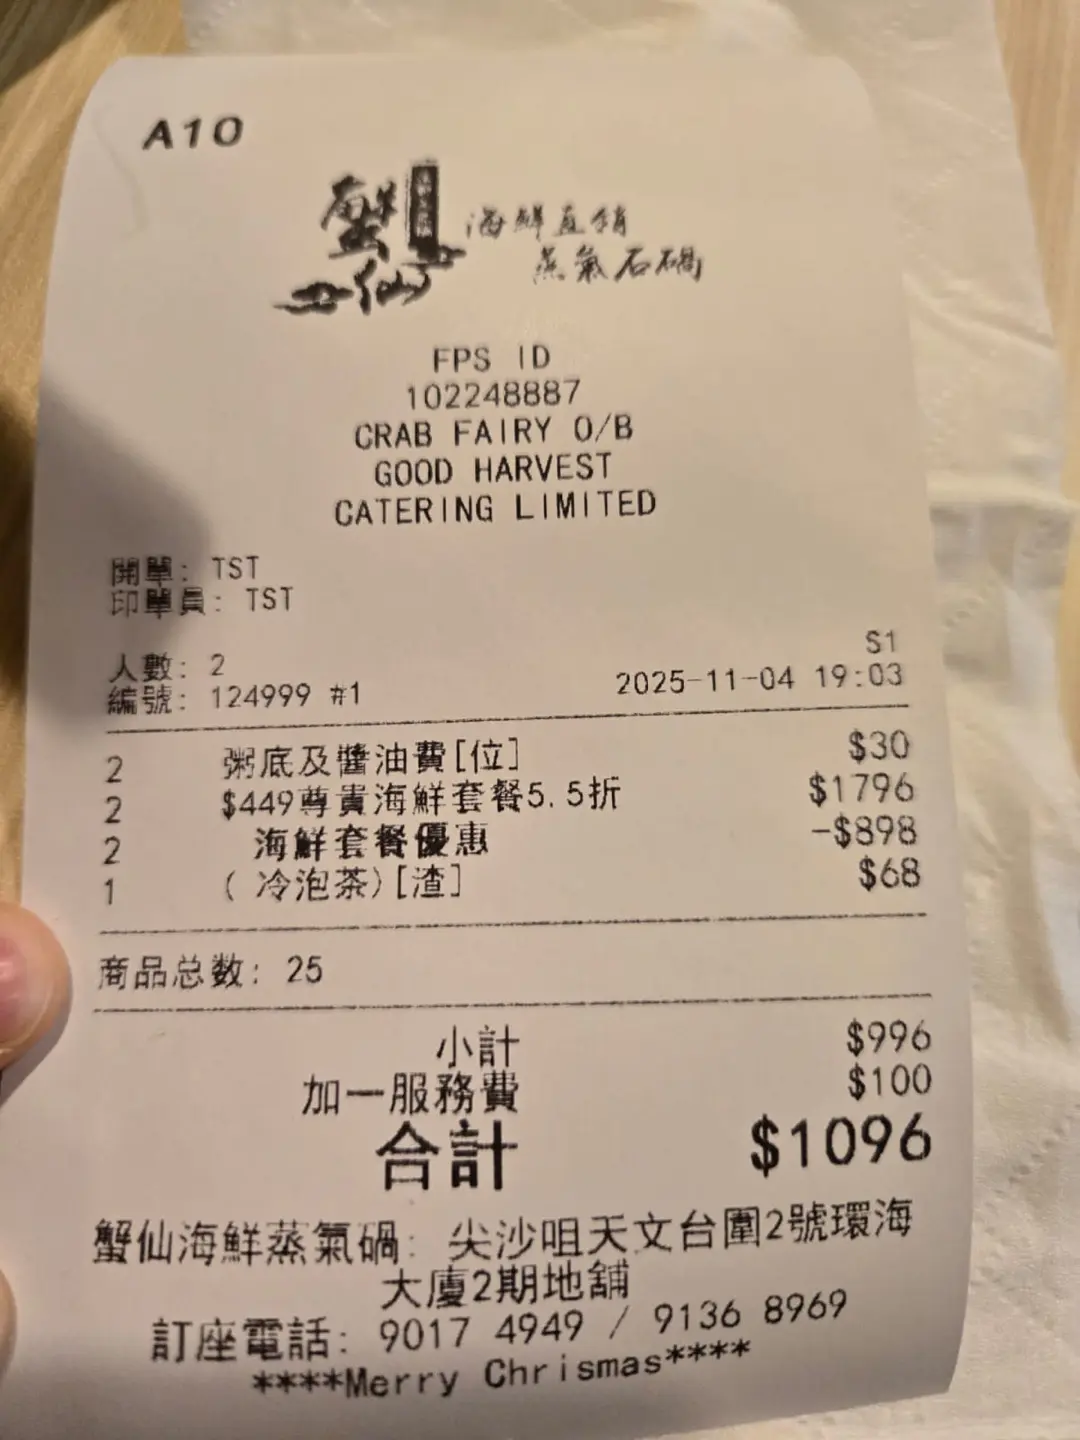 A10
蟹仙
海鮮直銷
蒸氣石鍋
FPS ID
102248887
CRAB FAIRY O/B
GOOD HARVEST
CATERING LIMITED
開單: TST
印單員: TST
S1
人數: 2
編號: 124999 #1 2025-11-04 19:03
2 粥底及醬油費[位] $30
2 $449尊貴海鮮套餐5.5折 $1796
2 海鮮套餐優惠 -$898
1 ( 冷泡茶)[渣] $68
商品总数: 25
小計 $996
加一服務費 $100
合計 $1096
蟹仙海鮮蒸氣鍋: 尖沙咀天文台圍2號環海
大廈2期地舖
訂座電話: 9017 4949 / 9136 8969
****Merry Chrismas****